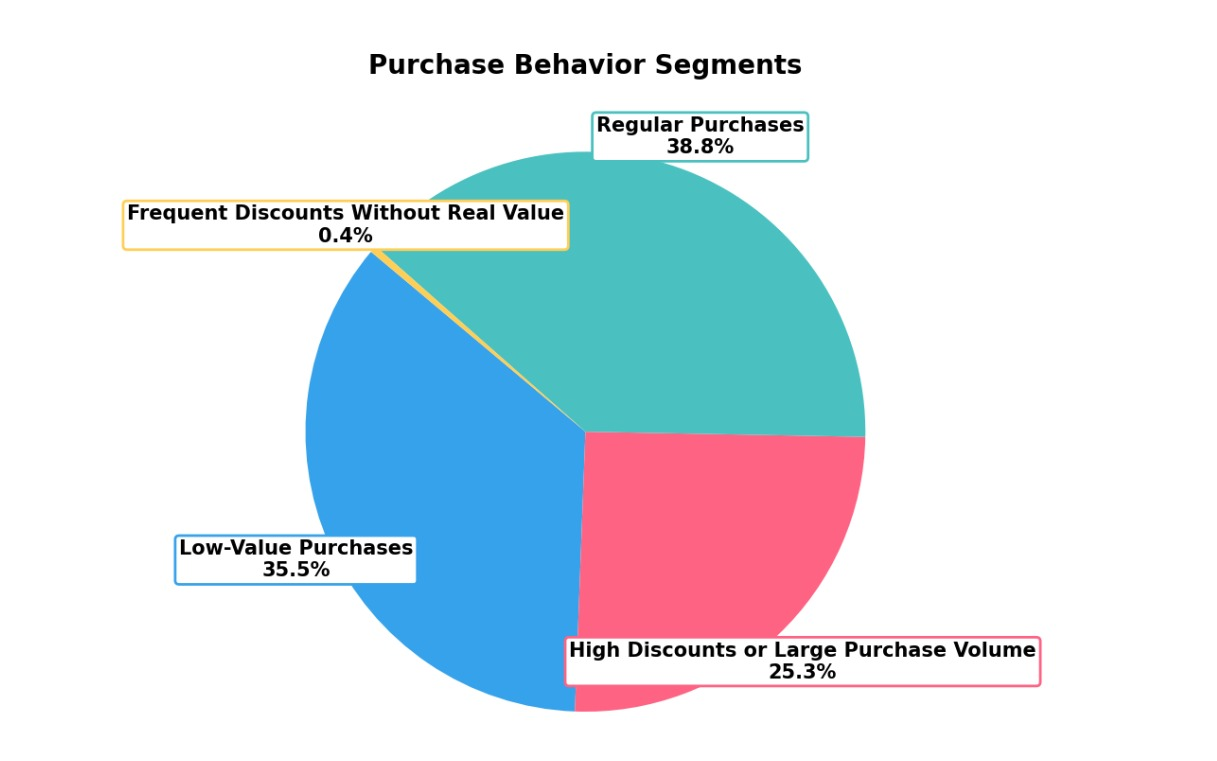 Purchase Behavior Segments
Regular Purchases
38.8%
Frequent Discounts Without Real Value
0.4%
Low-Value Purchases
35.5%
High Discounts or Large Purchase Volume
25.3%